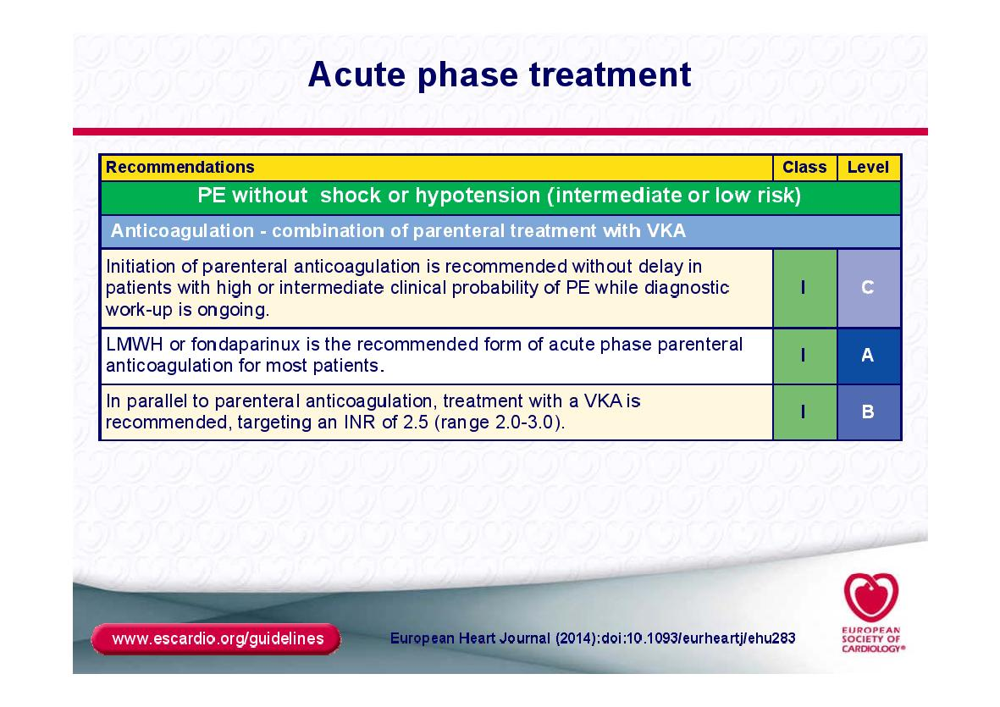 Acute phase treatment
Recommendations Class Level
PE without shock or hypotension (intermediate or low risk)
Anticoagulation - combination of parenteral treatment with VKA
Initiation of parenteral anticoagulation is recommended without delay in
patients with high or intermediate clinical probability of PE while diagnostic
work-up is ongoing.
I C
LMWH or fondaparinux is the recommended form of acute phase parenteral
anticoagulation for most patients.
I A
In parallel to parenteral anticoagulation, treatment with a VKA is
recommended, targeting an INR of 2.5 (range 2.0-3.0).
I B
www.escardio.org/guidelines
European Heart Journal (2014):doi:10.1093/eurheartj/ehu283
EUROPEAN
SOCIETY OF
CARDIOLOGY®